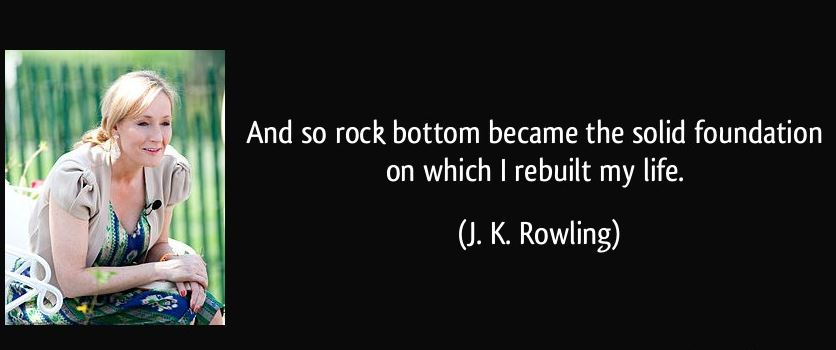 And so rock bottom became the solid foundation
on which I rebuilt my life.
(J. K. Rowling)